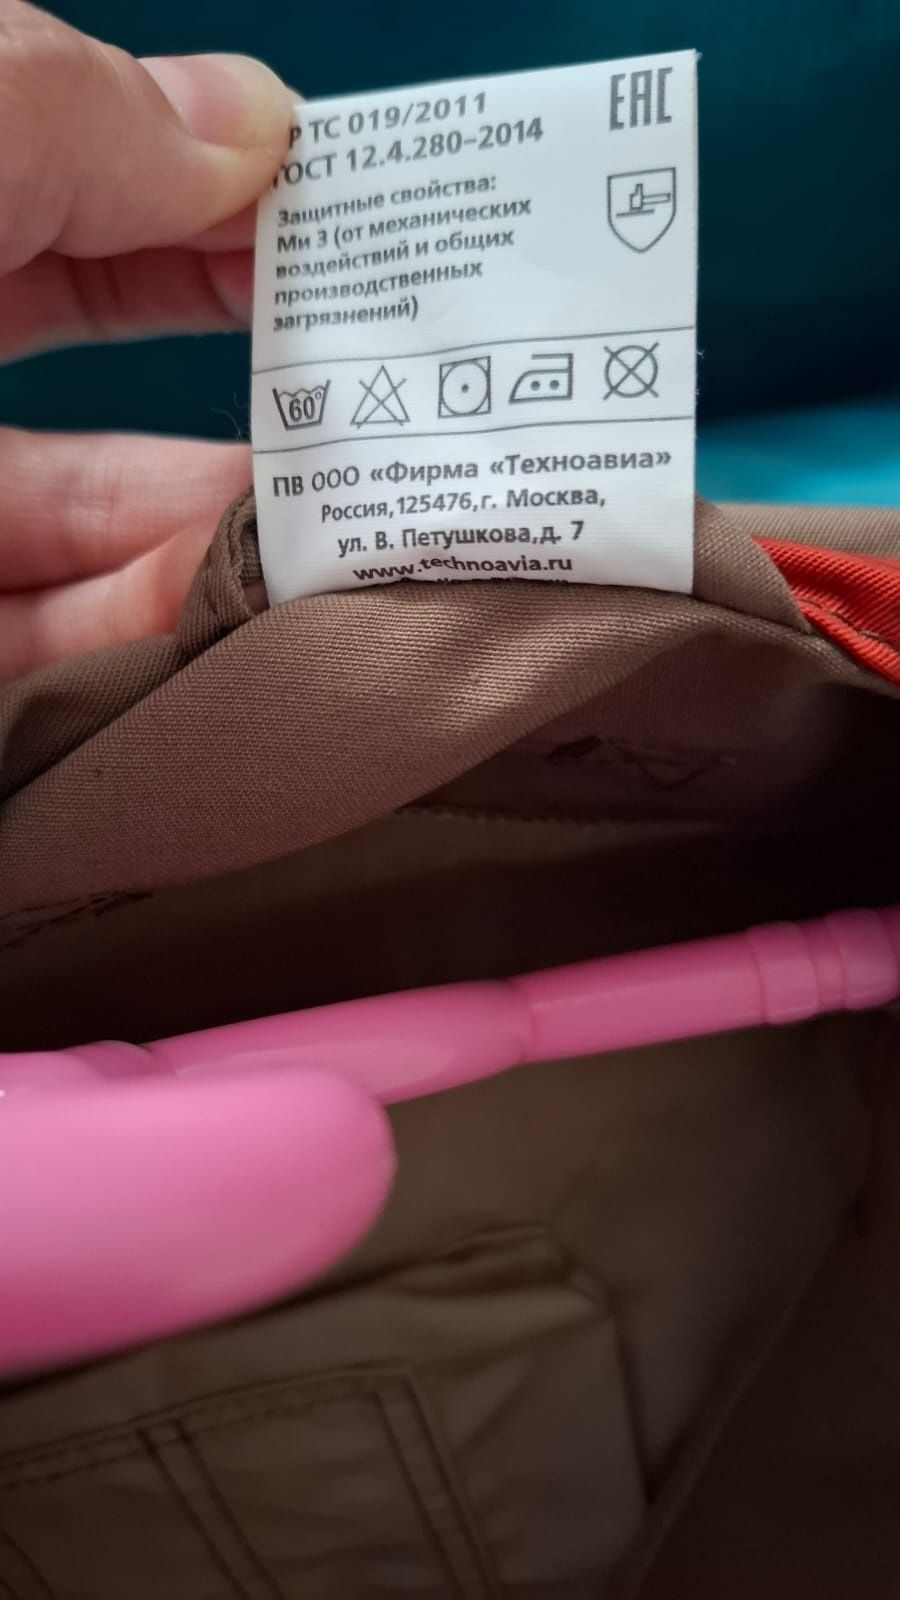 Р ТС 019/2011
ЕАС
ГОСТ 12.4.280-2014
Защитные свойства:
Ми 3 (от механических
воздействий и общих
производственных
загрязнений)
60°
ПВ ООО «Фирма «Техноавиа»
Россия,125476,г. Москва,
ул. В. Петушкова,д. 7
www.technoavia.ru